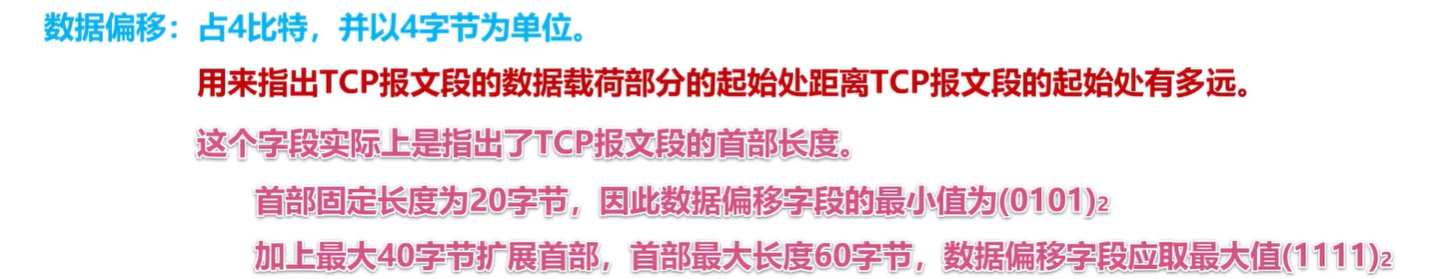 数据偏移：占4比特，并以4字节为单位。
用来指出TCP报文段的数据载荷部分的起始处距离TCP报文段的起始处有多远。
这个字段实际上是指出了TCP报文段的首部长度。
首部固定长度为20字节，因此数据偏移字段的最小值为(0101)₂
加上最大40字节扩展首部，首部最大长度60字节，数据偏移字段应取最大值(1111)₂